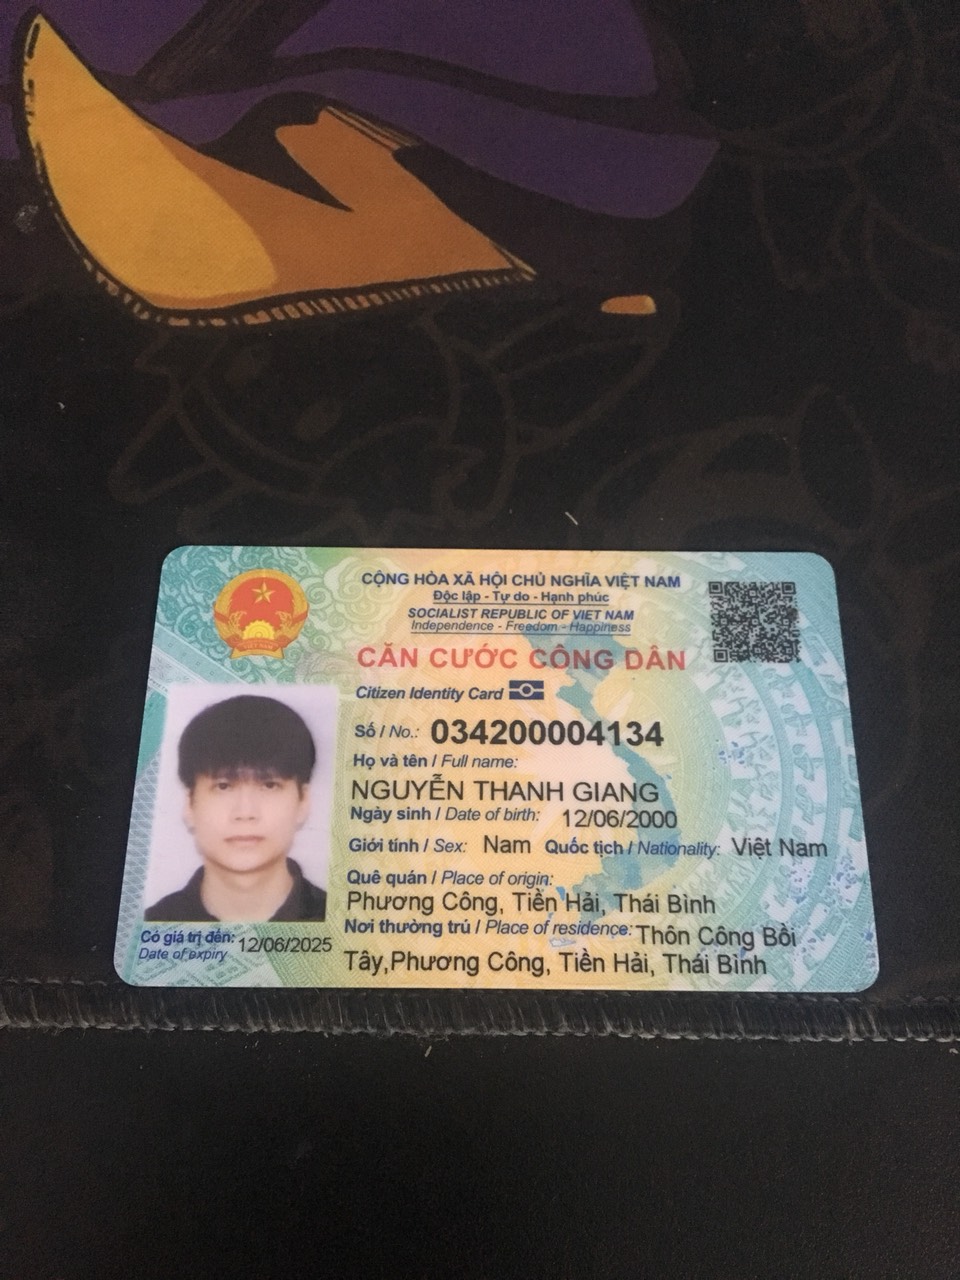 CỘNG HÒA XÃ HỘI CHỦ NGHĨA VIỆT NAM
Độc lập - Tự do - Hạnh phúc
SOCIALIST REPUBLIC OF VIET NAM
Independence - Freedom - Happiness
CĂN CƯỚC CÔNG DÂN
Citizen Identity Card
Số / No.: 034200004134
Họ và tên / Full name:
NGUYỄN THANH GIANG
Ngày sinh / Date of birth: 12/06/2000
Giới tính / Sex: Nam Quốc tịch / Nationality: Việt Nam
Quê quán / Place of origin:
Phương Công, Tiền Hải, Thái Bình
Nơi thường trú / Place of residence: Thôn Công Bồi
Tây,Phương Công, Tiền Hải, Thái Bình
Có giá trị đến: 12/06/2025
Date of expiry
VIỆT NAM